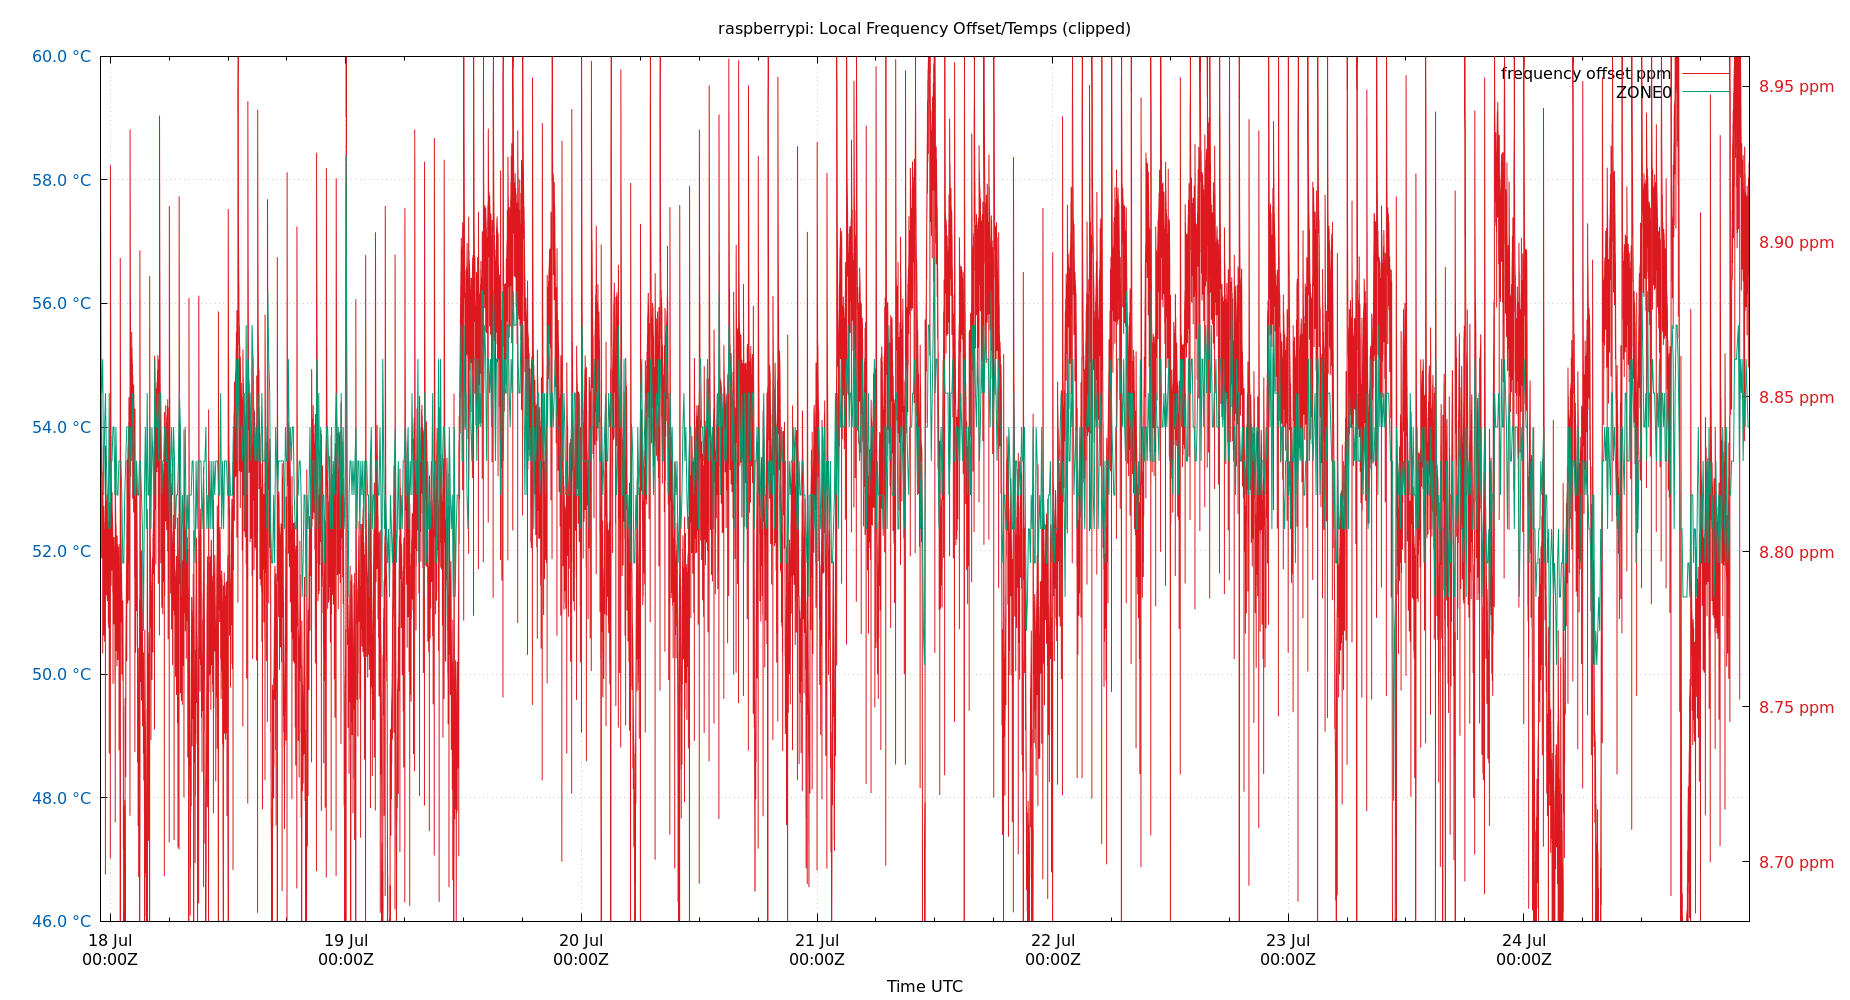 raspberrypi: Local Frequency Offset/Temps (clipped)
60.0 °C
58.0 °C
56.0 °C
54.0 °C
52.0 °C
50.0 °C
48.0 °C
46.0 °C
frequency offset ppm
ZONE0
8.95 ppm
8.90 ppm
8.85 ppm
8.80 ppm
8.75 ppm
8.70 ppm
18 Jul 19 Jul 20 Jul 21 Jul 22 Jul 23 Jul 24 Jul
00:00Z 00:00Z 00:00Z 00:00Z 00:00Z 00:00Z 00:00Z
Time UTC